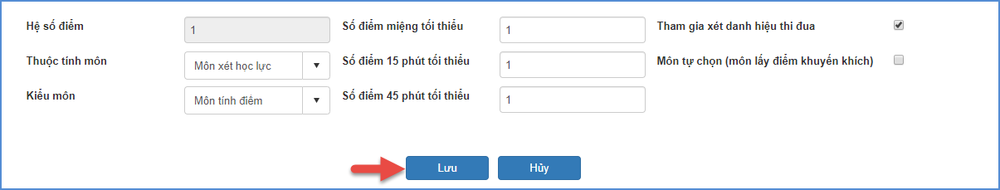 Hệ số điểm 1 Số điểm miệng tối thiểu 1 Tham gia xét danh hiệu thi đua
Thuộc tính môn Môn xét học lực Số điểm 15 phút tối thiểu 1 Môn tự chọn (môn lấy điểm khuyến khích)
Kiểu môn Môn tính điểm Số điểm 45 phút tối thiểu 1
Lưu Hủy